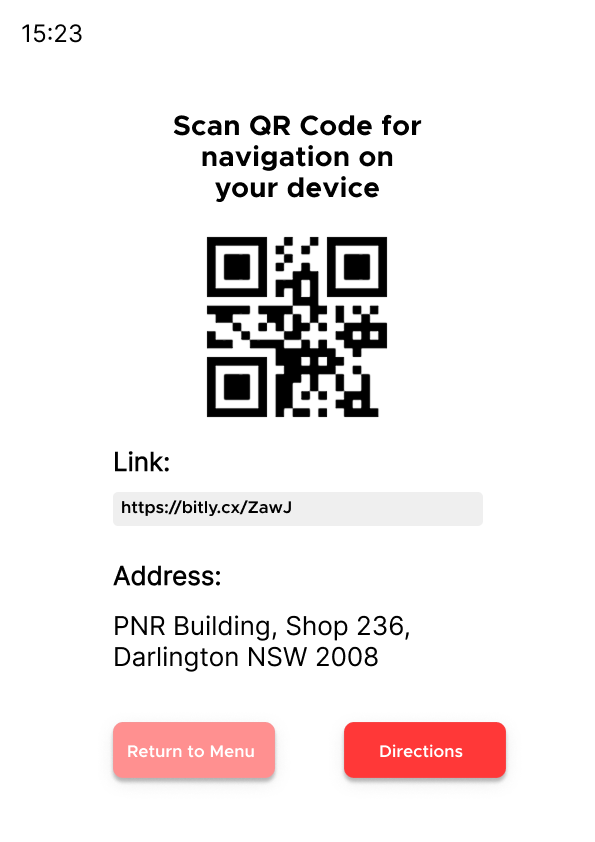 15:23
Scan QR Code for
navigation on
your device
Link:
https://bitly.cx/ZawJ
Address:
PNR Building, Shop 236,
Darlington NSW 2008
Return to Menu
Directions